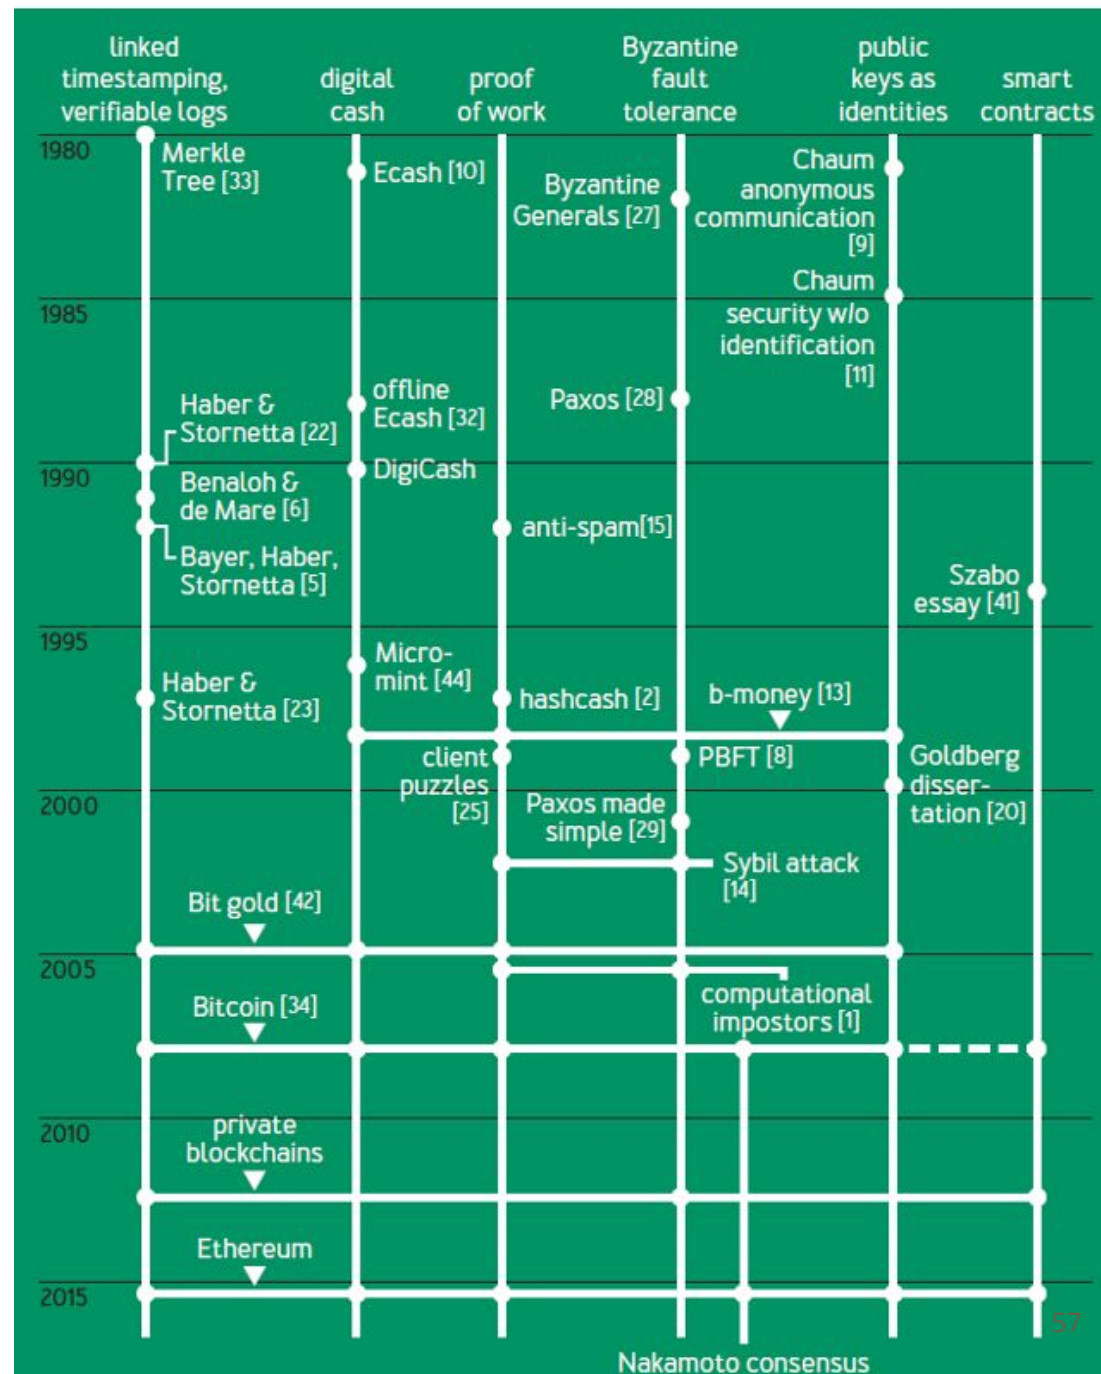 linked
timestamping,
verifiable logs
digital
cash
proof
of work
Byzantine
fault
tolerance
public
keys as
identities
smart
contracts
1980
Merkle
Tree [33]
Ecash [10]
Byzantine
Generals [27]
Chaum
anonymous
communication
[9]
Chaum
1985
security w/o
identification
[11]
offline
Ecash [32]
Paxos [28]
Haber &
Stornetta [22]
1990
DigiCash
Benaloh &
de Mare [6]
anti-spam[15]
Bayer, Haber,
Stornetta [5]
Szabo
essay [41]
1995
Micro-
mint [44]
Haber &
Stornetta [23]
hashcash [2]
b-money [13]
client
puzzles
[25]
PBFT [8]
Goldberg
disser-
tation [20]
2000
Paxos made
simple [29]
Sybil attack
[14]
Bit gold [42]
2005
computational
impostors [1]
Bitcoin [34]
2010
private
blockchains
Ethereum
2015
57
Nakamoto consensus